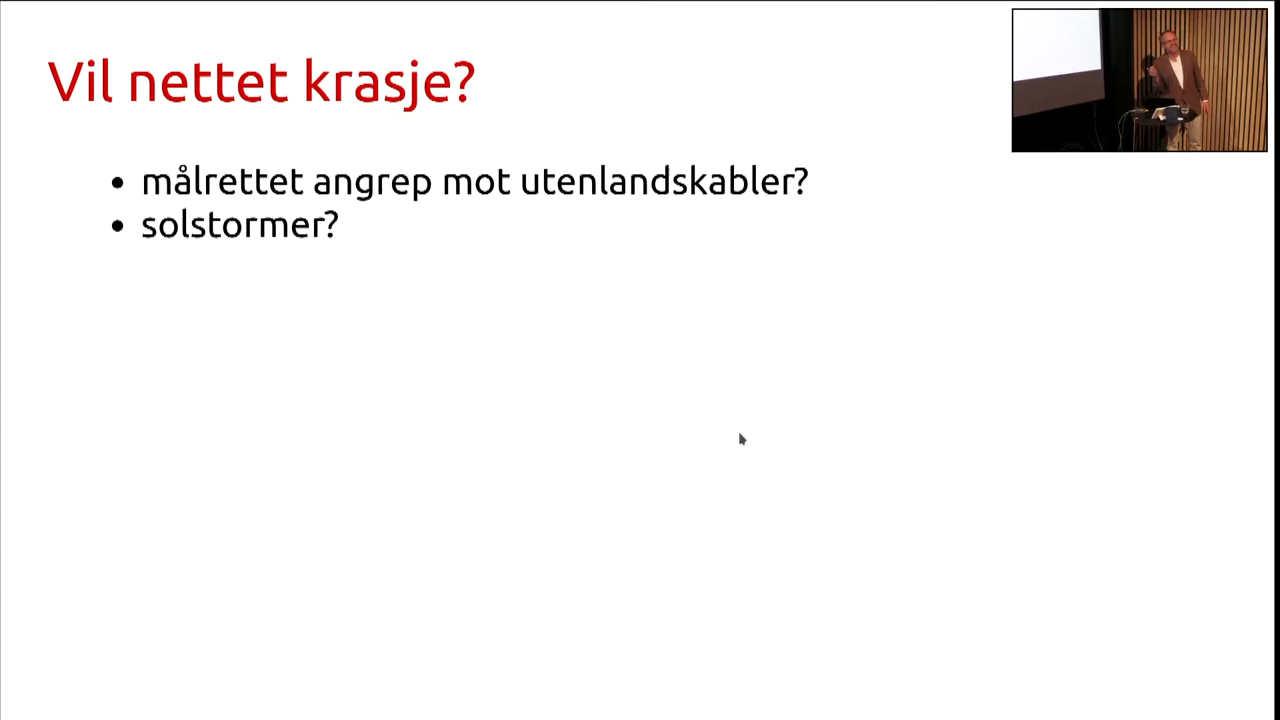 Vil nettet krasje?
• målrettet angrep mot utenlandskabler?
• solstormer?